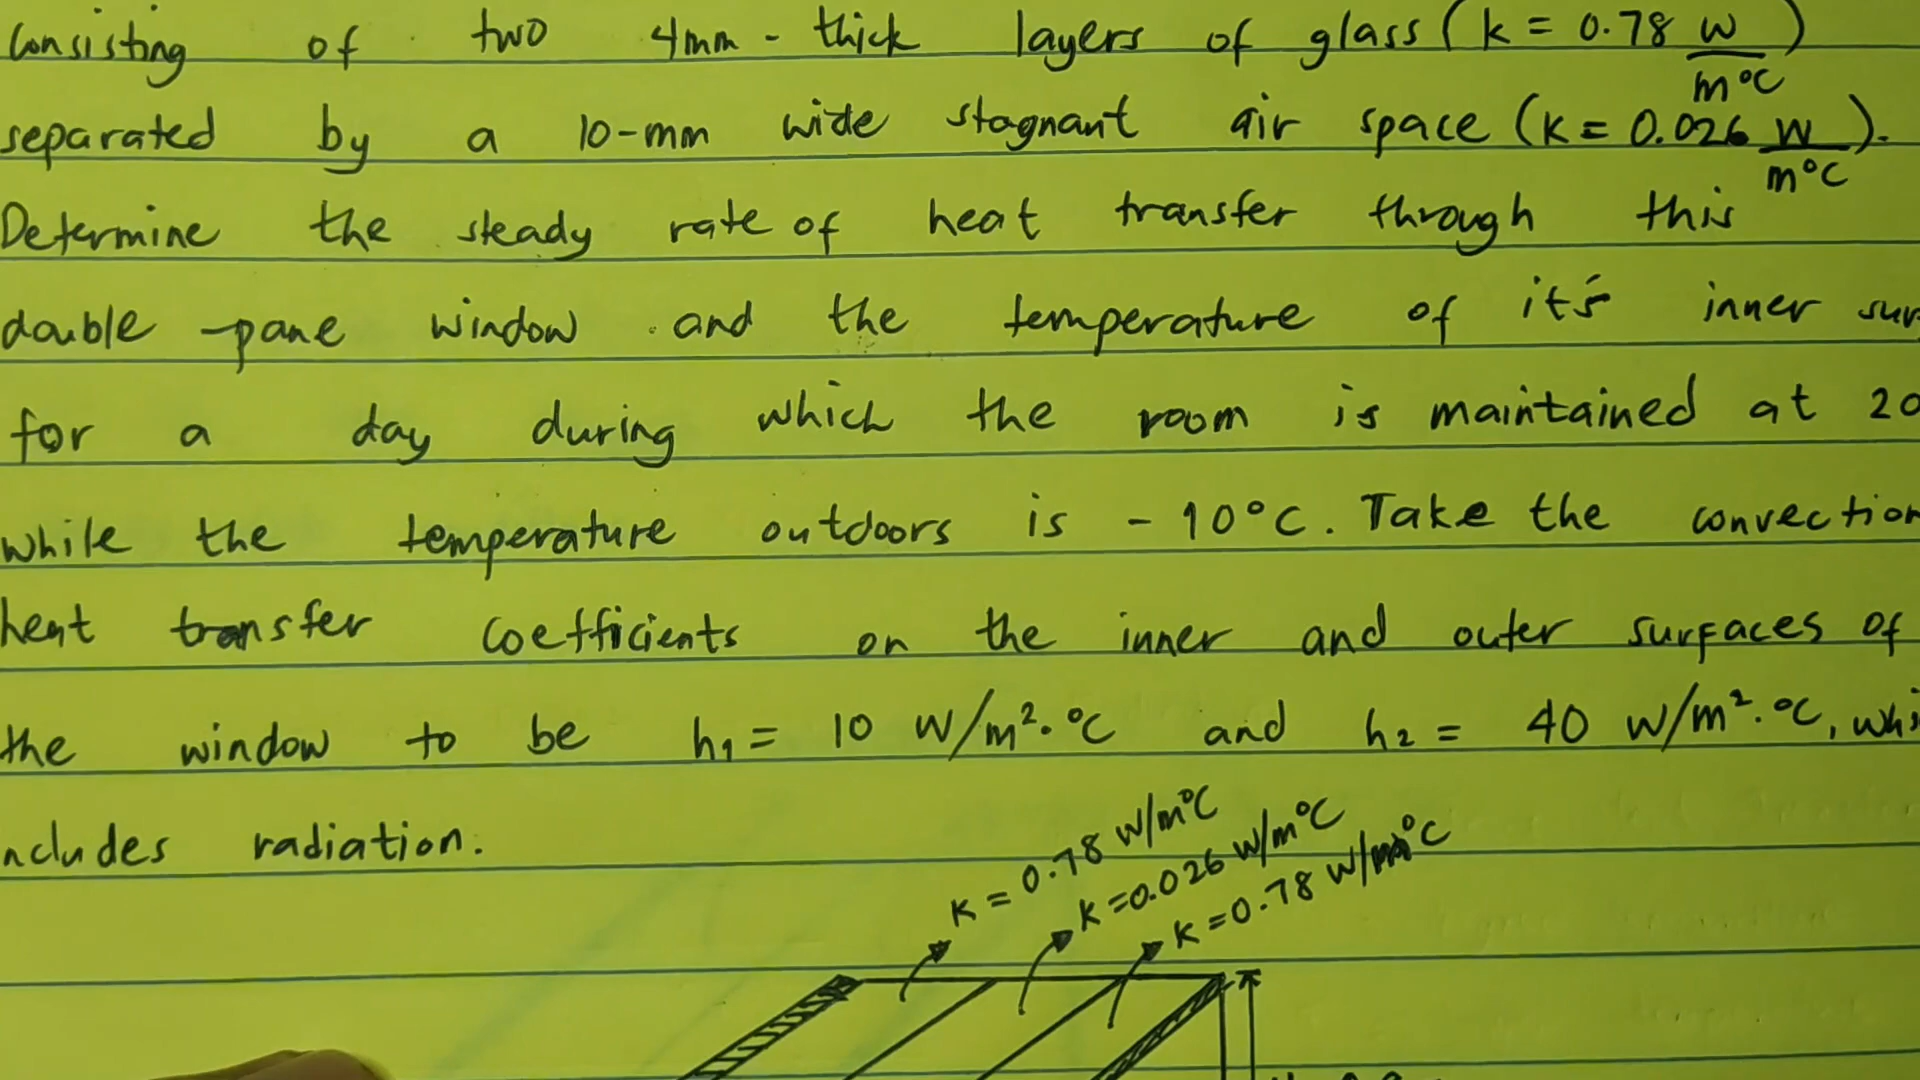 Consisting of two 4mm-thick layers of glass (k = 0.78 W/m°C)
separated by a 10-mm wide stagnant air space (K = 0.026 W/m°C).
Determine the steady rate of heat transfer through this
double-pane window and the temperature of it's inner sur
for a day during which the room is maintained at 20
while the temperature outdoors is -10°C. Take the convection
heat transfer coefficients on the inner and outer surfaces of
the window to be h1 = 10 W/m²·°C and h2 = 40 W/m²·°C, whi
ncludes radiation.
K = 0.78 W/m°C
K = 0.026 W/m°C
K = 0.78 W/m°C